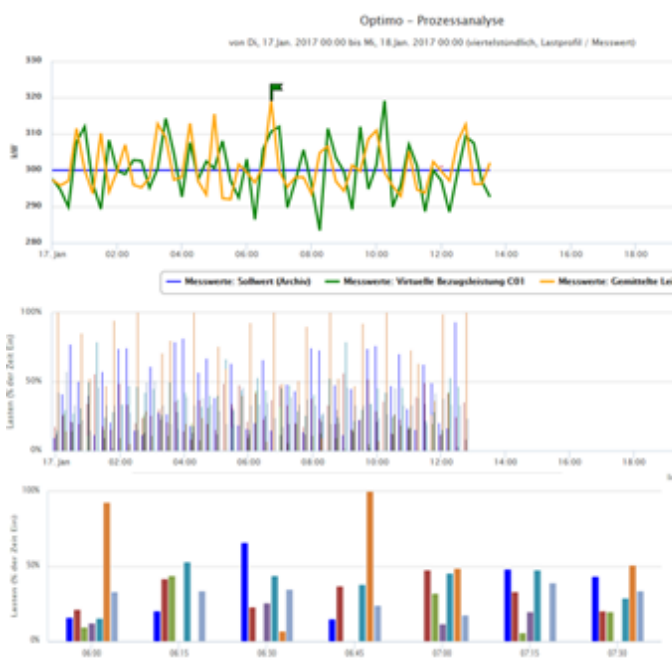 Optimo - Prozessanalyse
von Di, 17.Jan. 2017 00:00 bis Mi, 18.Jan. 2017 00:00 (viertelstündlich, Lastprofil / Messwert)
330
320
310
300
290
280
kW
17. Jan 02:00 04:00 06:00 08:00 10:00 12:00 14:00 16:00 18:00
Messwerte: Sollwert (Archiv) Messwerte: Virtuelle Bezugsleistung C01 Messwerte: Gemittelte Lei
100%
50%
0%
Lasten (% der Zeit Ein)
17. Jan 02:00 04:00 06:00 08:00 10:00 12:00 14:00 16:00 18:00
100%
50%
0%
Lasten (% der Zeit Ein)
06:00 06:15 06:30 06:45 07:00 07:15 07:30